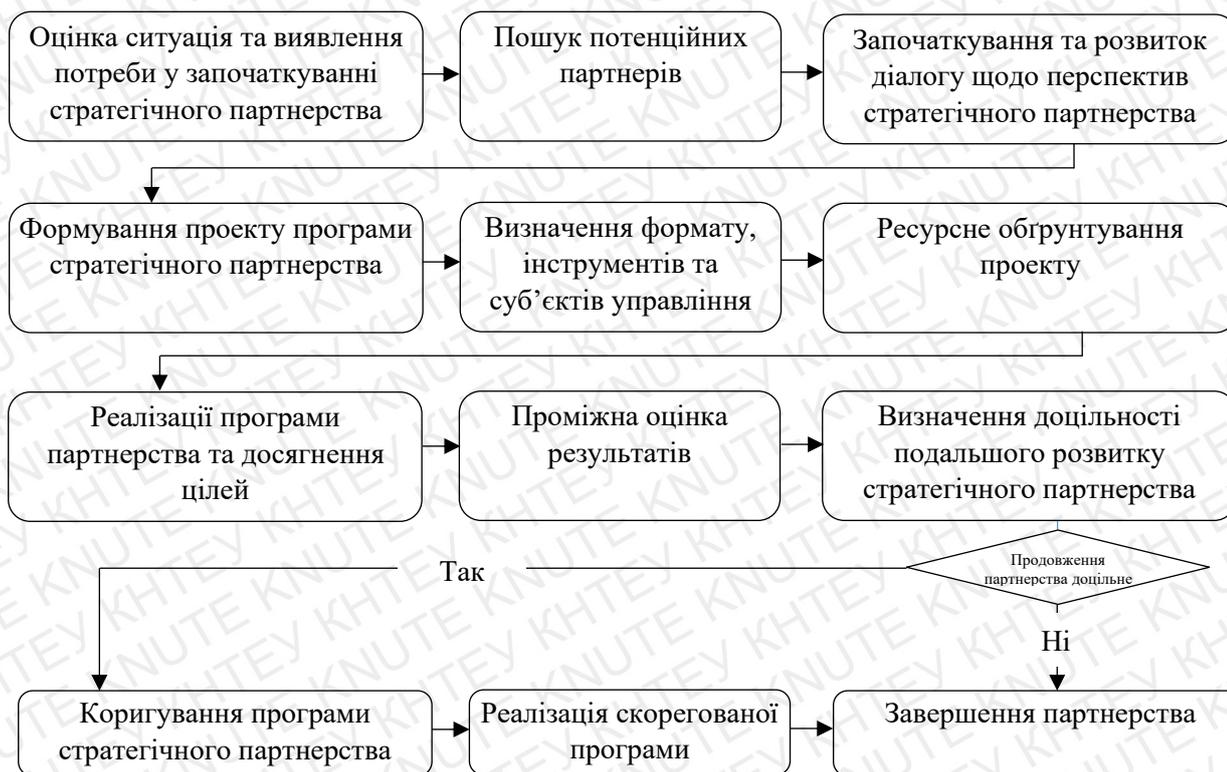 Оцінка ситуація та виявлення
потреби у започаткуванні
стратегічного партнерства
Пошук потенційних
партнерів
Започаткування та розвиток
діалогу щодо перспектив
стратегічного партнерства
Формування проекту програми
стратегічного партнерства
Визначення формату,
інструментів та
суб’єктів управління
Ресурсне обґрунтування
проекту
Реалізації програми
партнерства та досягнення
цілей
Проміжна оцінка
результатів
Визначення доцільності
подальшого розвитку
стратегічного партнерства
Продовження
партнерства доцільне
Так
Ні
Коригування програми
стратегічного партнерства
Реалізація скорегованої
програми
Завершення партнерства